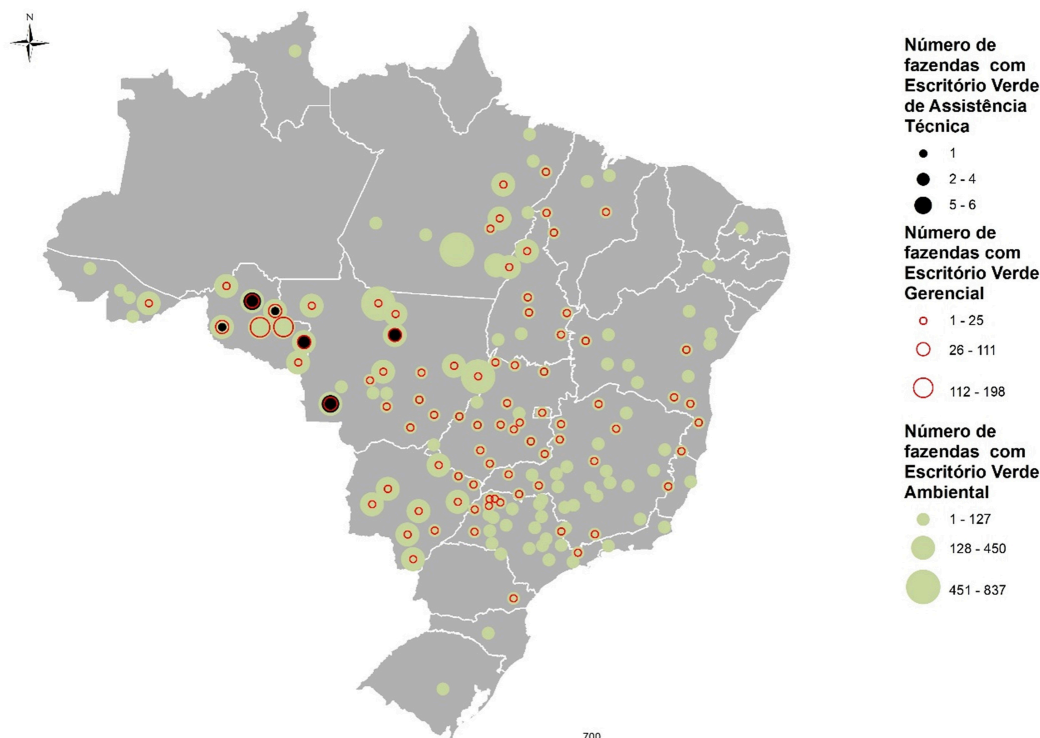 N
Número de
fazendas com
Escritório Verde
de Assistência
Técnica
1
2 - 4
5 - 6
Número de
fazendas com
Escritório Verde
Gerencial
1 - 25
26 - 111
112 - 198
Número de
fazendas com
Escritório Verde
Ambiental
1 - 127
128 - 450
451 - 837
700